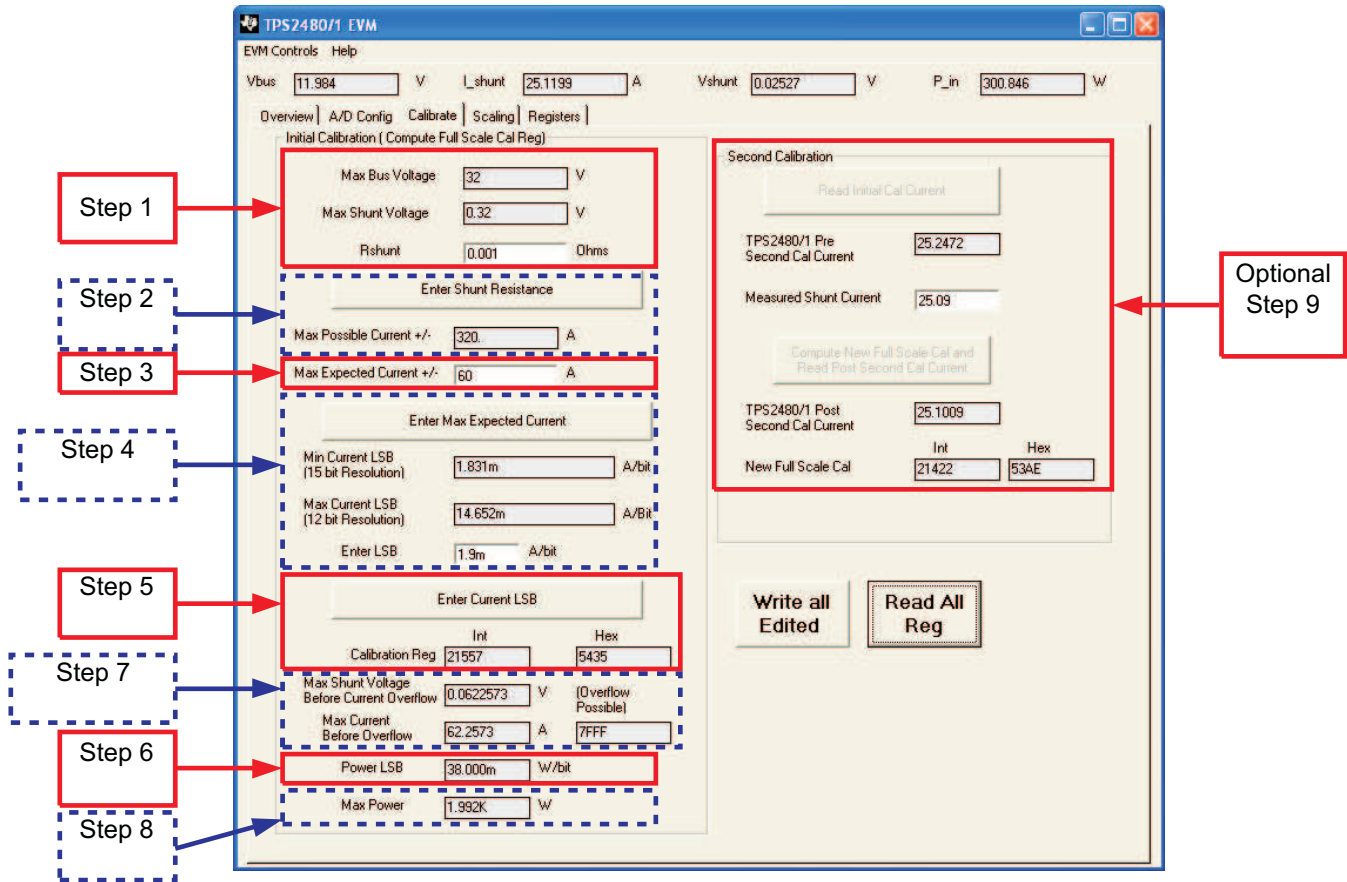 TPS2480/1 EVM
EVM Controls Help
Vbus 11.984 V I_shunt 25.1199 A Vshunt 0.02527 V P_in 300.846 W
Overview A/D Config Calibrate Scaling Registers
Initial Calibration ( Compute Full Scale Cal Reg)
Step 1
Max Bus Voltage 32 V
Max Shunt Voltage 0.32 V
Rshunt 0.001 Ohms
Step 2
Enter Shunt Resistance
Max Possible Current +/- 320. A
Step 3
Max Expected Current +/- 60 A
Step 4
Enter Max Expected Current
Min Current LSB
(15 bit Resolution) 1.831m A/bit
Max Current LSB
(12 bit Resolution) 14.652m A/Bit
Enter LSB 1.9m A/bit
Step 5
Enter Current LSB
Int Hex
Calibration Reg 21557 5435
Step 7
Max Shunt Voltage
Before Current Overflow 0.0622573 V (Overflow
Possible)
Max Current
Before Overflow 62.2573 A 7FFF
Step 6
Power LSB 38.000m W/bit
Step 8
Max Power 1.992K W
Second Calibration
Read Initial Cal Current
TPS2480/1 Pre
Second Cal Current 25.2472
Measured Shunt Current 25.09
Compute New Full Scale Cal and
Read Post Second Cal Current
TPS2480/1 Post
Second Cal Current 25.1009
Int Hex
New Full Scale Cal 21422 53AE
Optional
Step 9
Write all
Edited
Read All
Reg